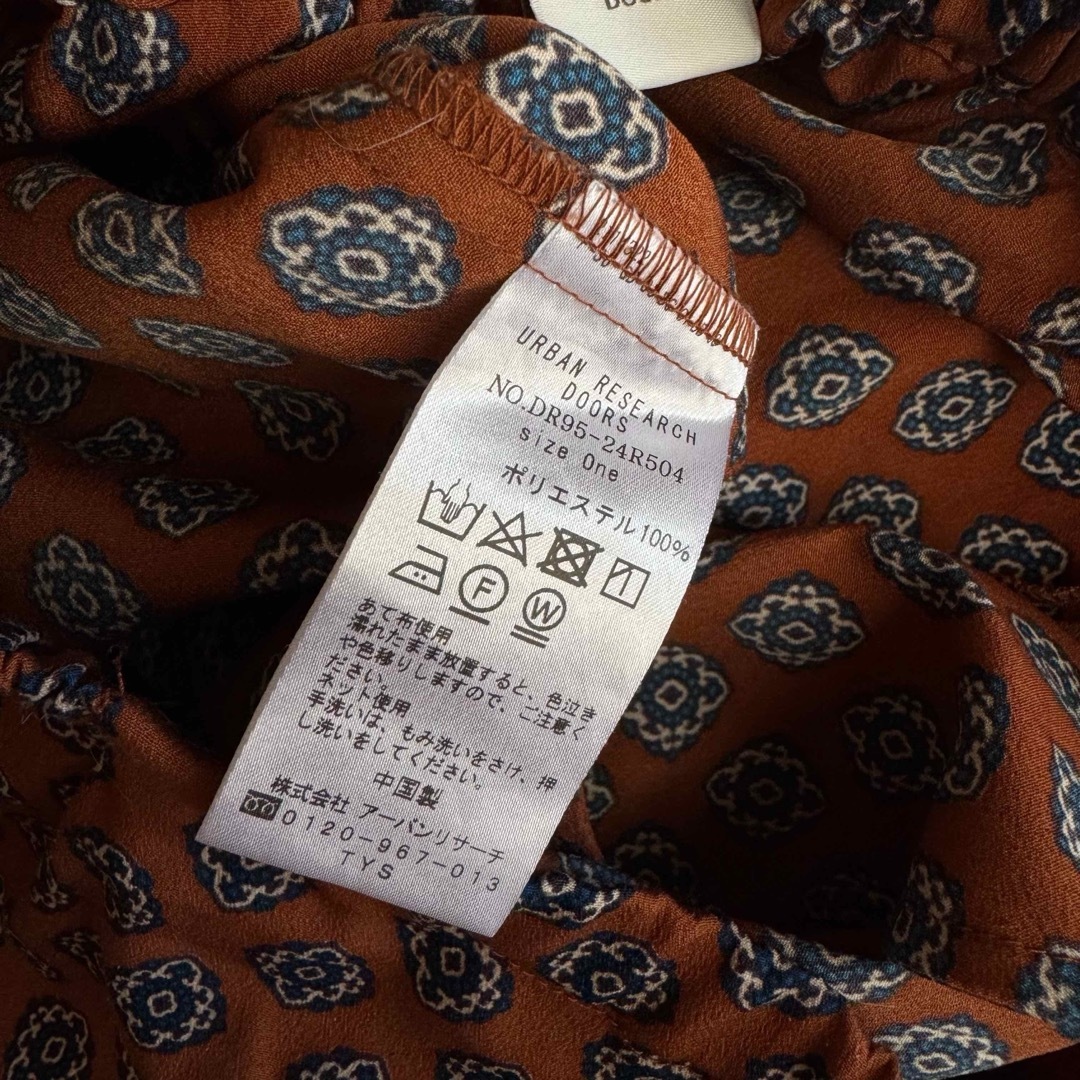 URBAN RESEARCH
DOORS
NO.DR95-24R504
size One
ポリエステル100%
F
W
あて布使用
濡れたまま放置すると、色泣き
や色移りしますので、ご注意く
ださい。
ネット使用
手洗いは、もみ洗いをさけ、押
し洗いをしてください。
中国製
株式会社 アーバンリサーチ
0120-967-013
TYS